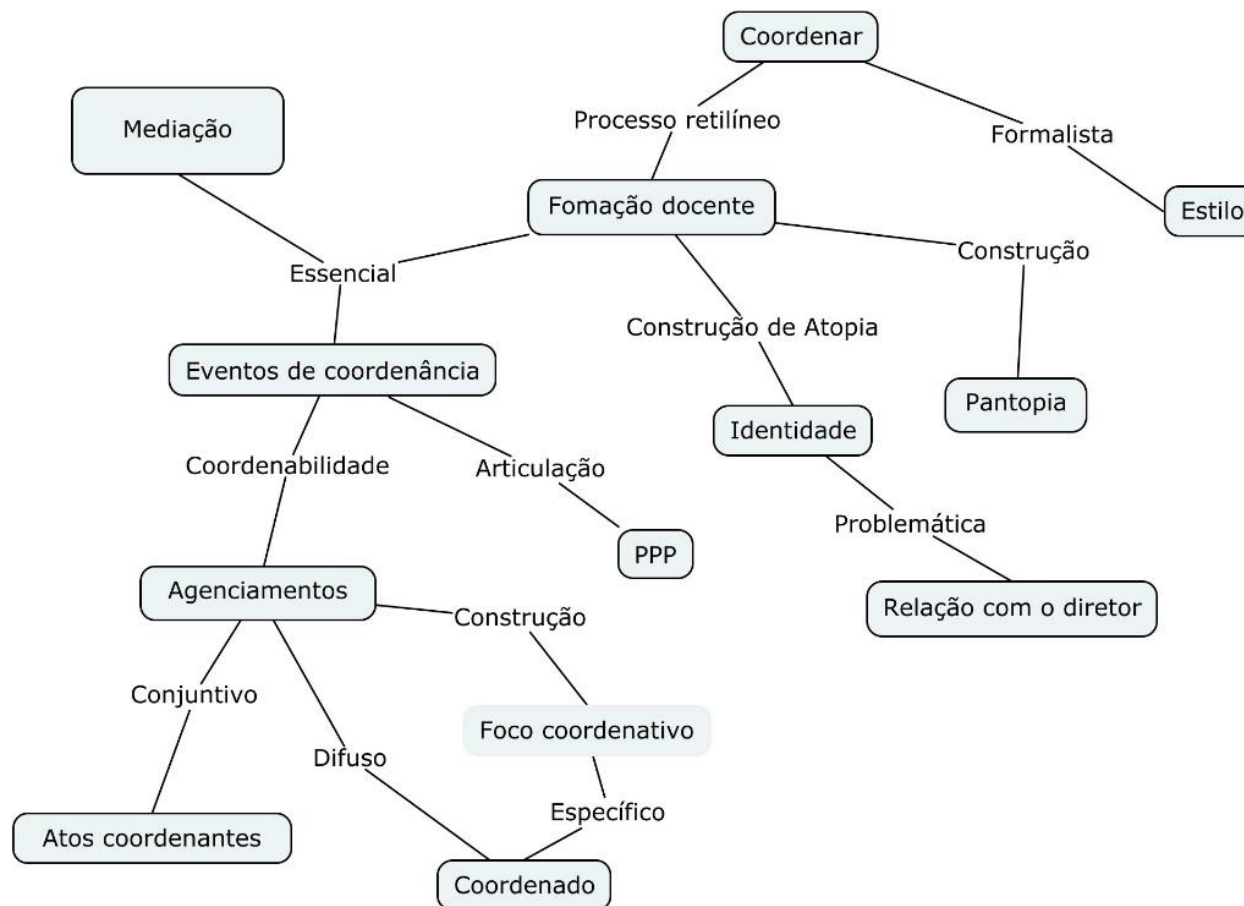 Coordenar
Mediação
Processo retilíneo
Formalista
Fomação docente
Estilo
Construção
Essencial
Construção de Atopia
Eventos de coordenância
Pantopia
Identidade
Coordenabilidade
Articulação
Problemática
PPP
Agenciamentos
Relação com o diretor
Construção
Conjuntivo
Foco coordenativo
Difuso
Específico
Atos coordenantes
Coordenado